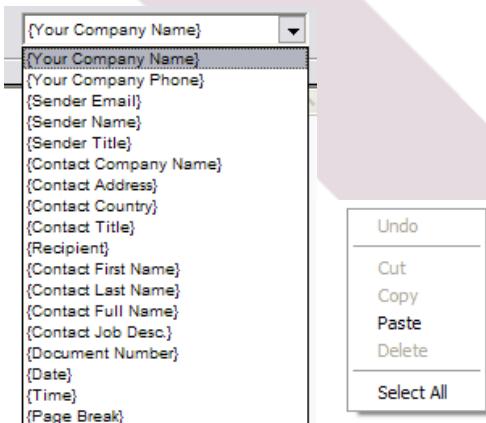 {Your Company Name}
{Your Company Name}
{Your Company Phone}
{Sender Email}
{Sender Name}
{Sender Title}
{Contact Company Name}
{Contact Address}
{Contact Country}
{Contact Title}
{Recipient}
{Contact First Name}
{Contact Last Name}
{Contact Full Name}
{Contact Job Desc.}
{Document Number}
{Date}
{Time}
{Page Break}
Undo
Cut
Copy
Paste
Delete
Select All